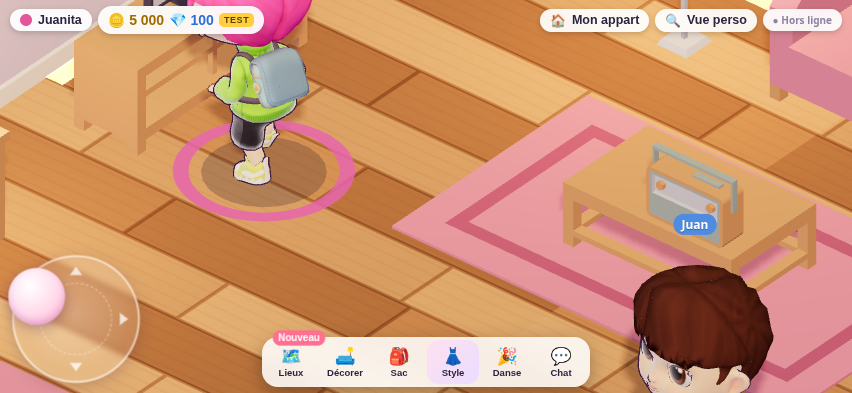 Juanita
5 000 100 TEST
Mon appart
Vue perso
Hors ligne
Juan
Nouveau
Lieux
Décorer
Sac
Style
Danse
Chat